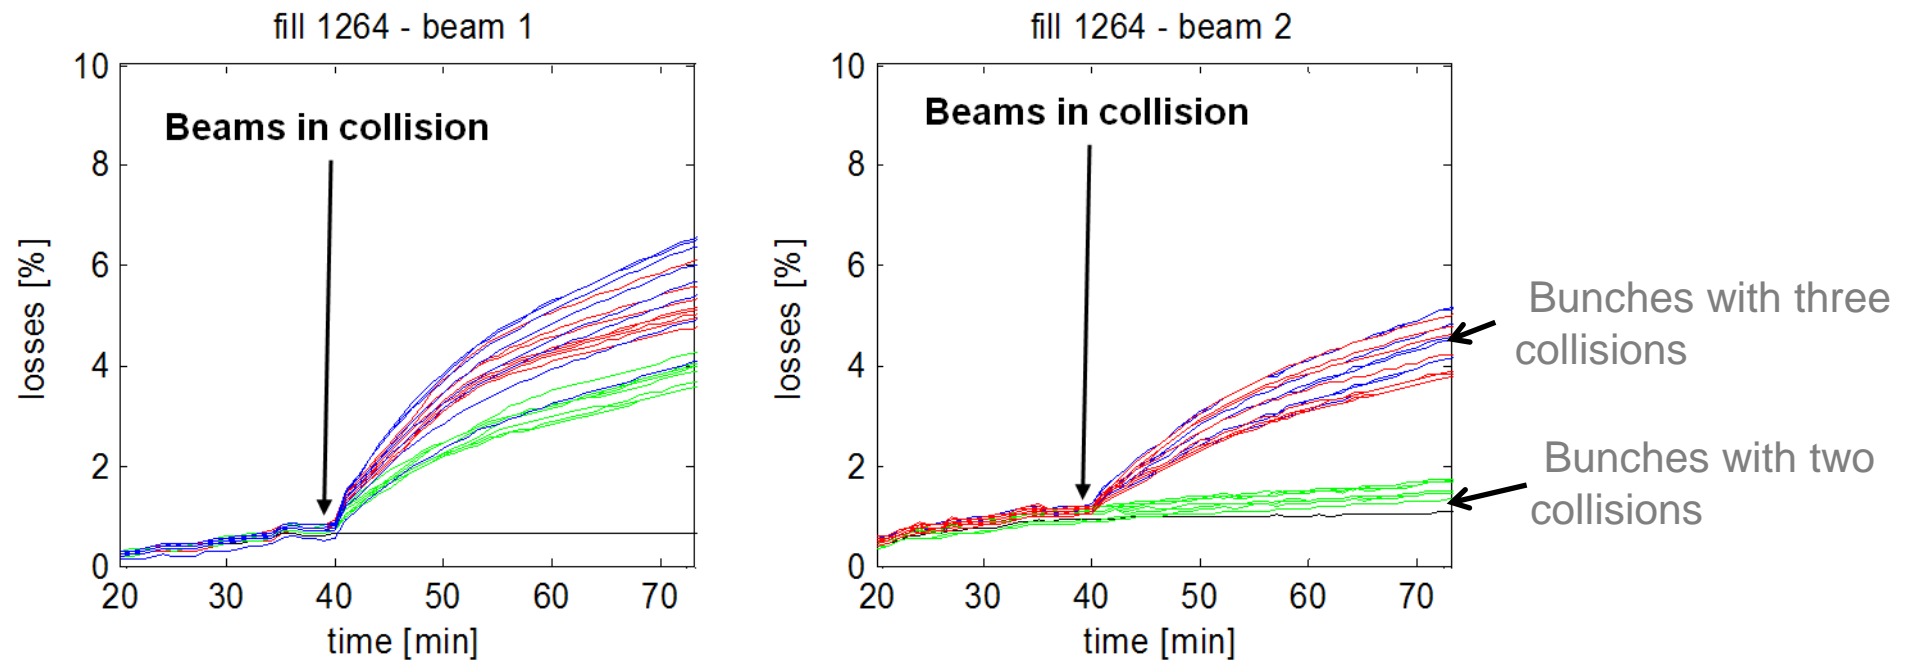 fill 1264 - beam 1
10
8
6
4
2
0
20 30 40 50 60 70
losses [%]
time [min]
Beams in collision
fill 1264 - beam 2
10
8
6
4
2
0
20 30 40 50 60 70
losses [%]
time [min]
Beams in collision
Bunches with three
collisions
Bunches with two
collisions